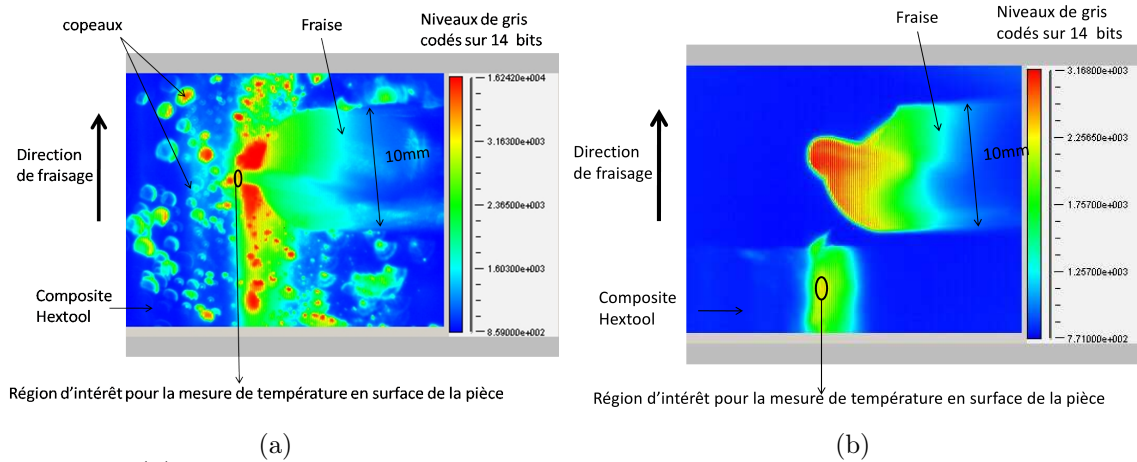 copeaux
Fraise
Niveaux de gris
codés sur 14 bits
1.62420e+004
3.16300e+003
2.36500e+003
1.60300e+003
8.59000e+002
10mm
Direction
de fraisage
Composite
Hextool
Région d'intérêt pour la mesure de température en surface de la pièce
(a)
Fraise
Niveaux de gris
codés sur 14 bits
3.16800e+003
2.25650e+003
1.75700e+003
1.25700e+003
7.71000e+002
10mm
Direction
de fraisage
Composite
Hextool
Région d'intérêt pour la mesure de température en surface de la pièce
(b)